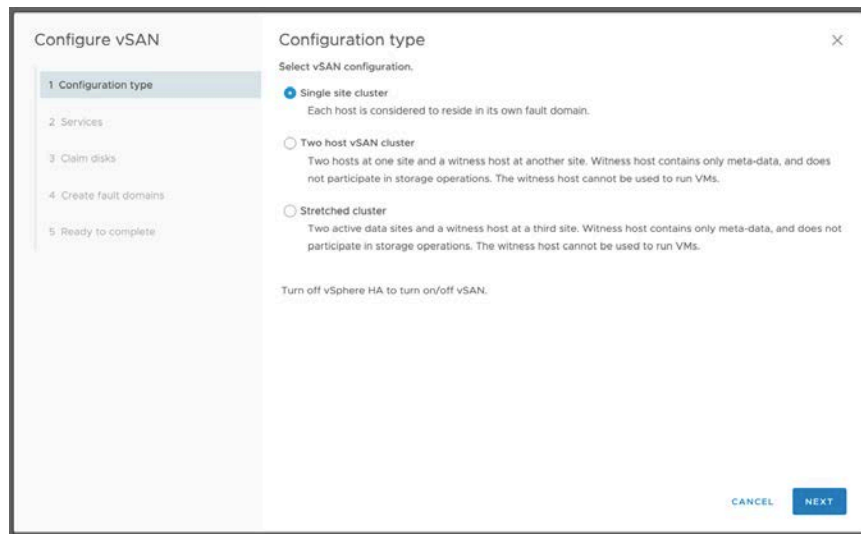 Configure vSAN
1 Configuration type
2 Services
3 Claim disks
4 Create fault domains
5 Ready to complete
Configuration type
Select vSAN configuration.
Single site cluster
Each host is considered to reside in its own fault domain.
Two host vSAN cluster
Two hosts at one site and a witness host at another site. Witness host contains only meta-data, and does
not participate in storage operations. The witness host cannot be used to run VMs.
Stretched cluster
Two active data sites and a witness host at a third site. Witness host contains only meta-data, and does not
participate in storage operations. The witness host cannot be used to run VMs.
Turn off vSphere HA to turn on/off vSAN.
CANCEL
NEXT